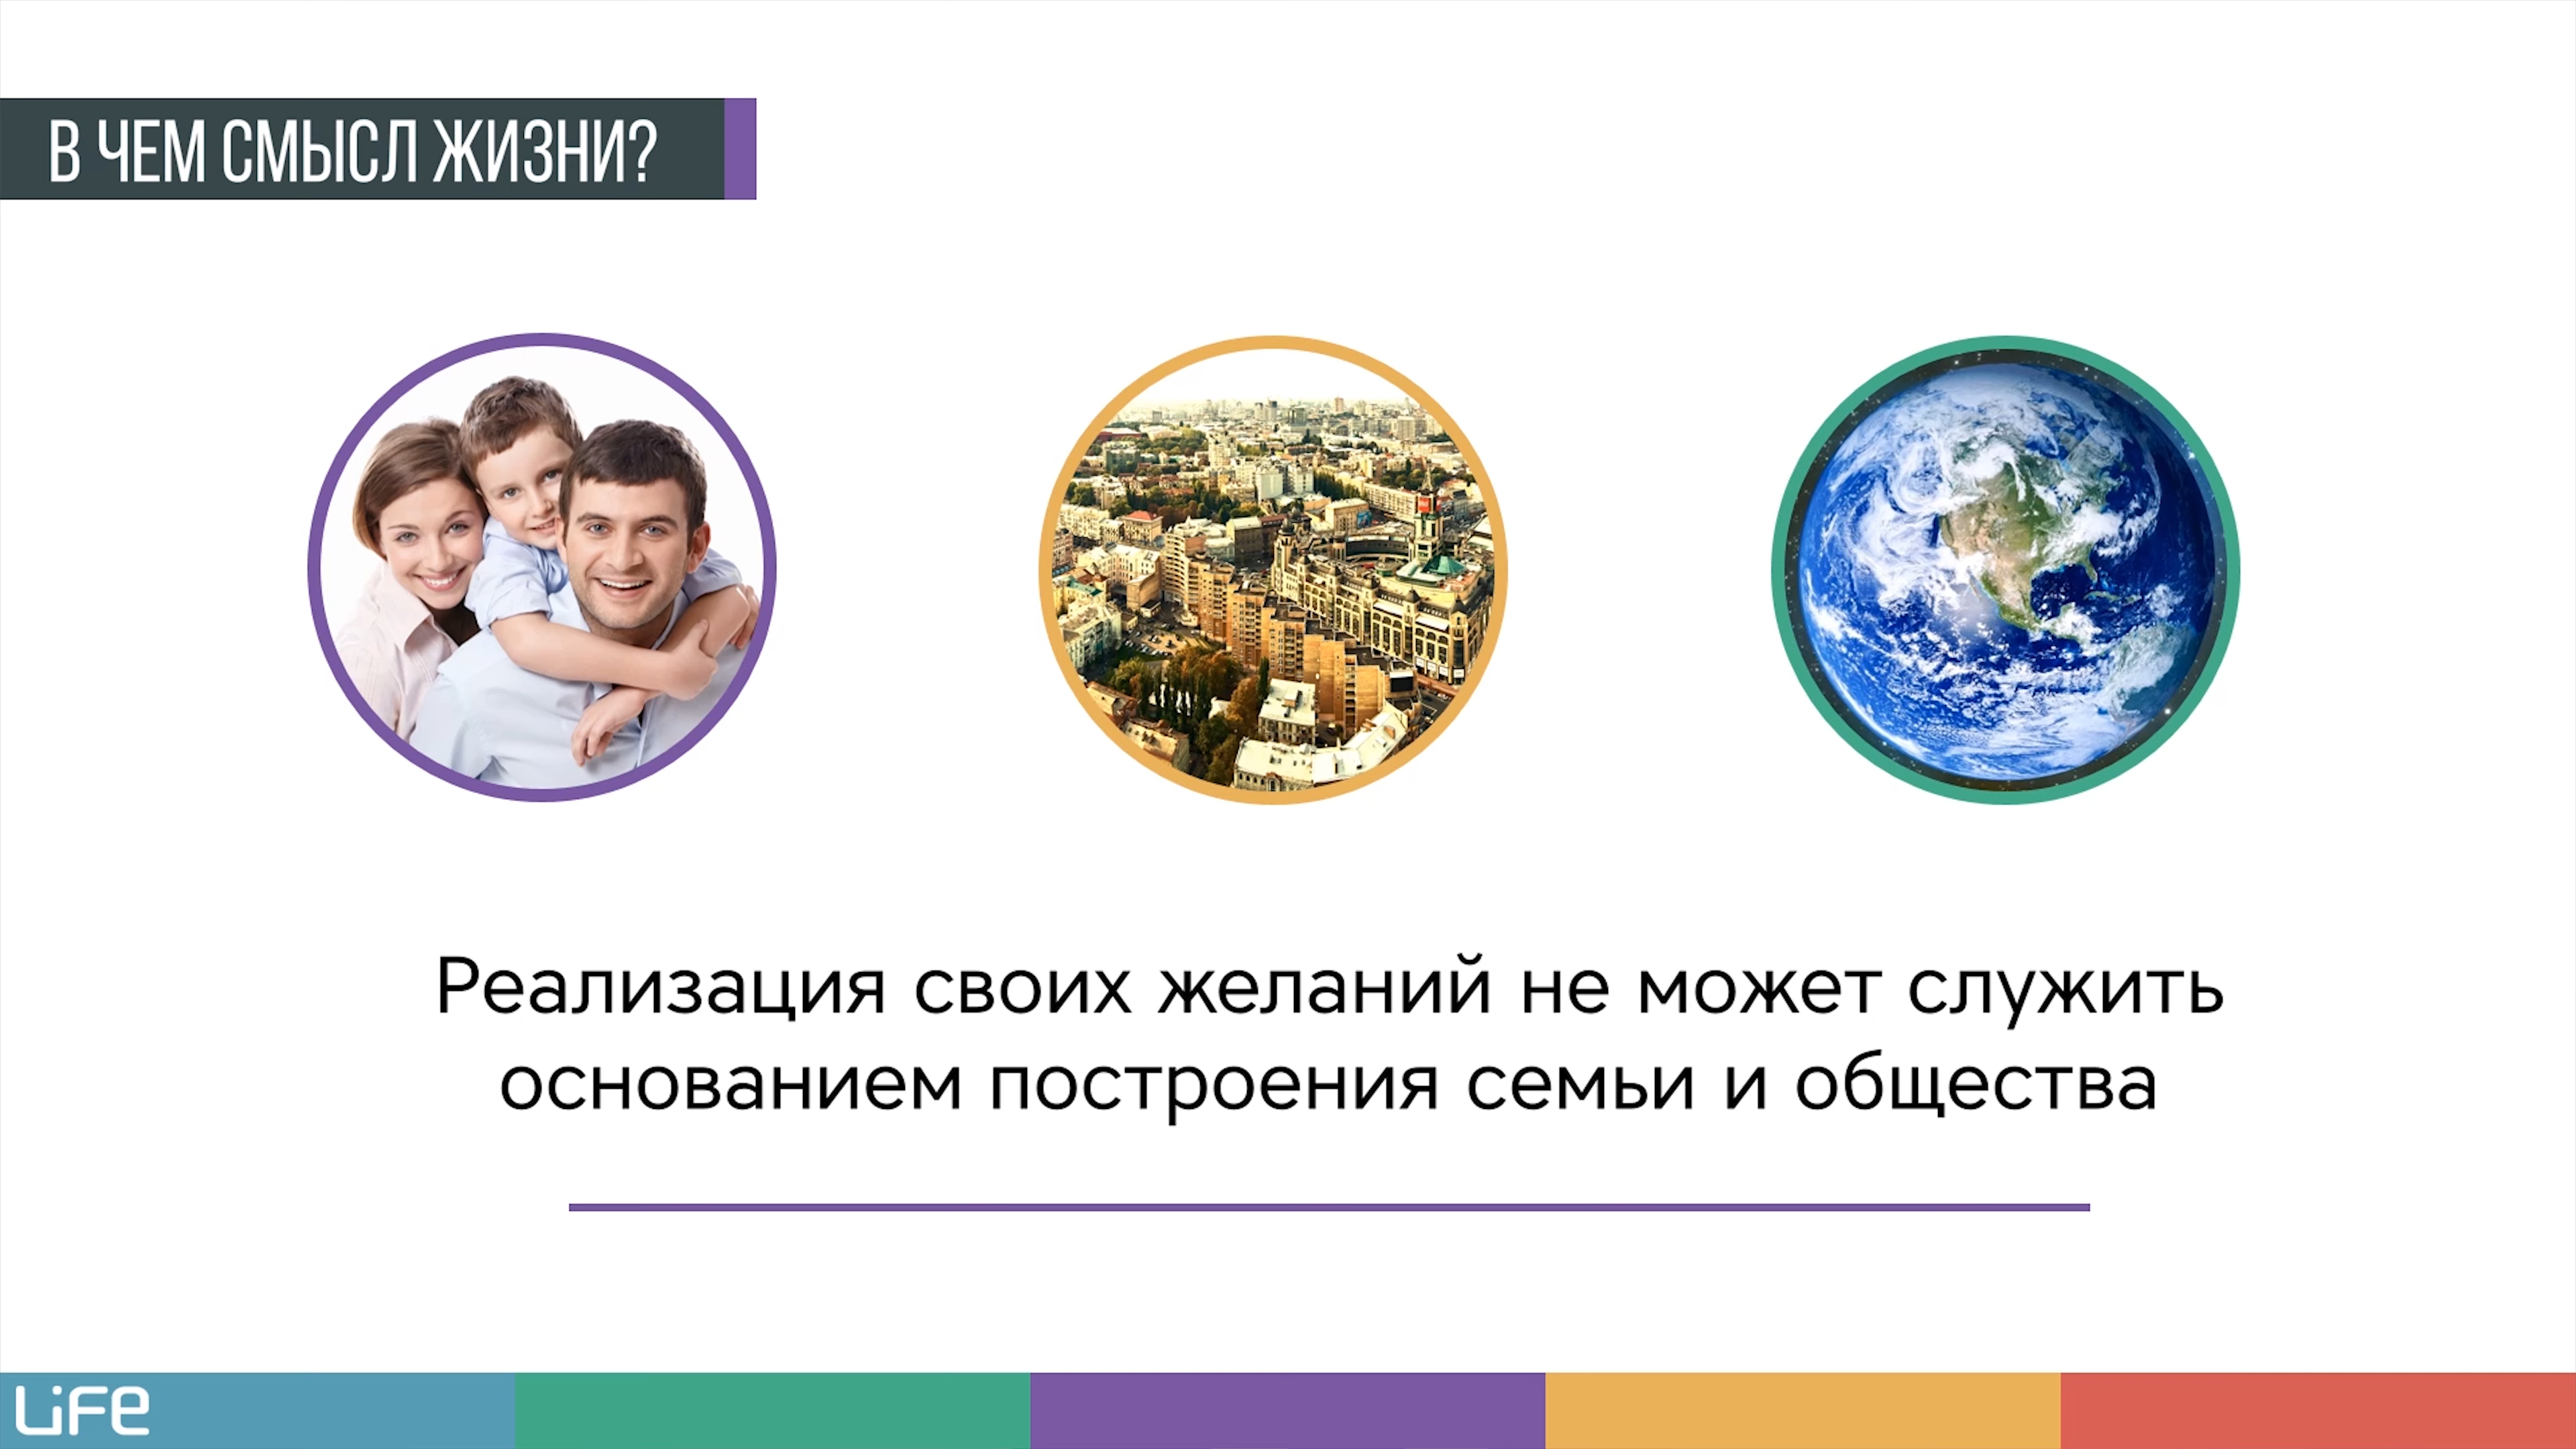 В ЧЕМ СМЫСЛ ЖИЗНИ?
Реализация своих желаний не может служить
основанием построения семьи и общества
LiFe